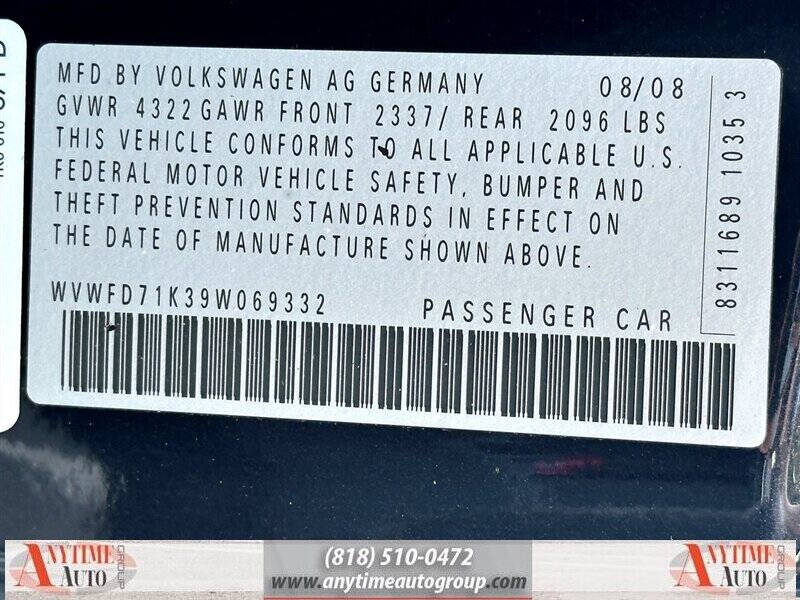 MFD BY VOLKSWAGEN AG GERMANY 08/08
GVWR 4322 GAWR FRONT 2337/ REAR 2096 LBS
THIS VEHICLE CONFORMS TO ALL APPLICABLE U.S.
FEDERAL MOTOR VEHICLE SAFETY, BUMPER AND
THEFT PREVENTION STANDARDS IN EFFECT ON
THE DATE OF MANUFACTURE SHOWN ABOVE.
WVWFD71K39W069332 PASSENGER CAR
8311689 1035 3
ANYTIME
AUTO
GROUP
(818) 510-0472
www.anytimeautogroup.com
ANYTIME
AUTO
GROUP